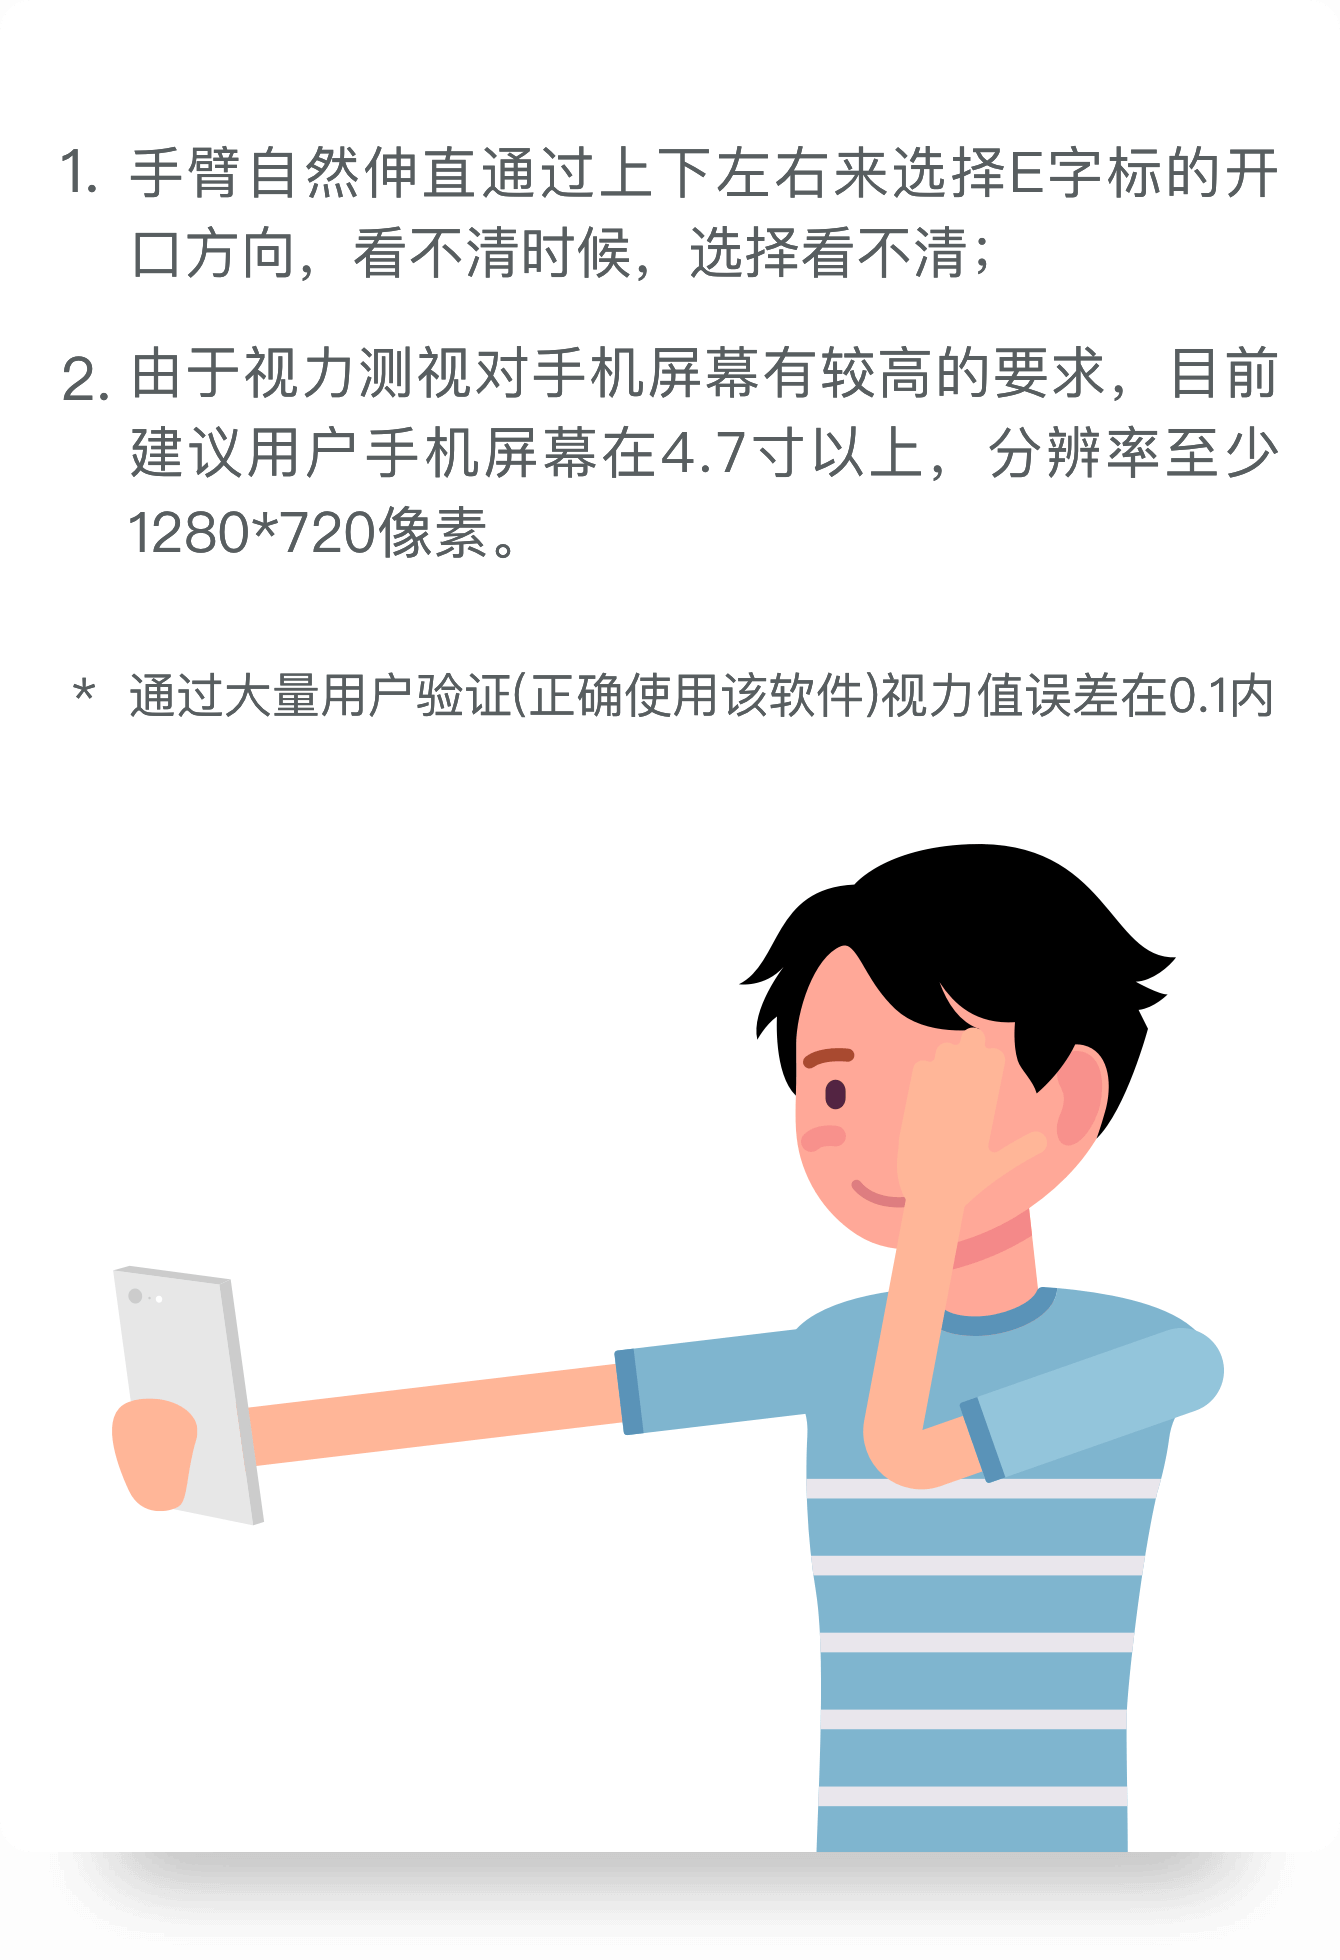 1. 手臂自然伸直通过上下左右来选择E字标的开
口方向，看不清时候，选择看不清；
2. 由于视力测视对手机屏幕有较高的要求，目前
建议用户手机屏幕在4.7寸以上，分辨率至少
1280*720像素。
* 通过大量用户验证(正确使用该软件)视力值误差在0.1内